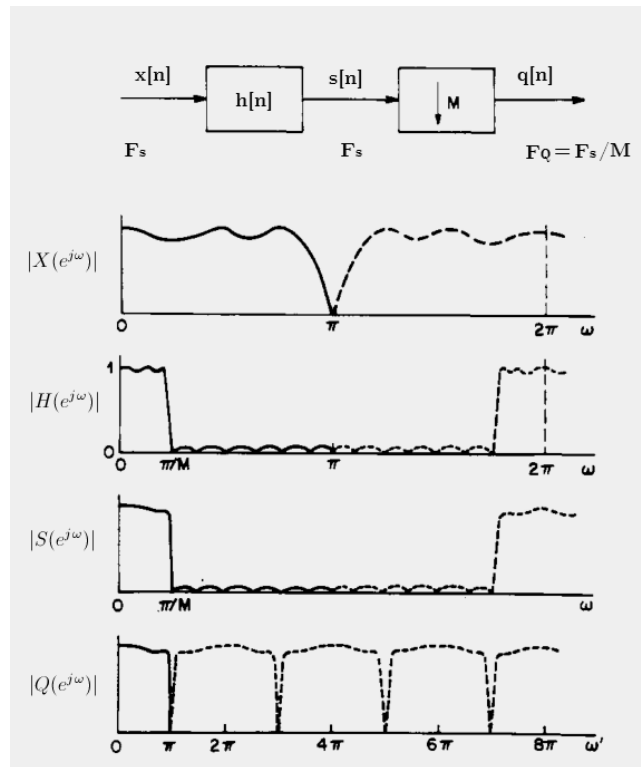 x[n] s[n] q[n]
h[n] M
Fs Fs FQ = Fs/M
|X(e^{jω})|
0 π 2π ω
1
|H(e^{jω})|
0
0 π/M π 2π ω
|S(e^{jω})|
0 π/M ω
|Q(e^{jω})|
0 π 2π 4π 6π 8π ω'